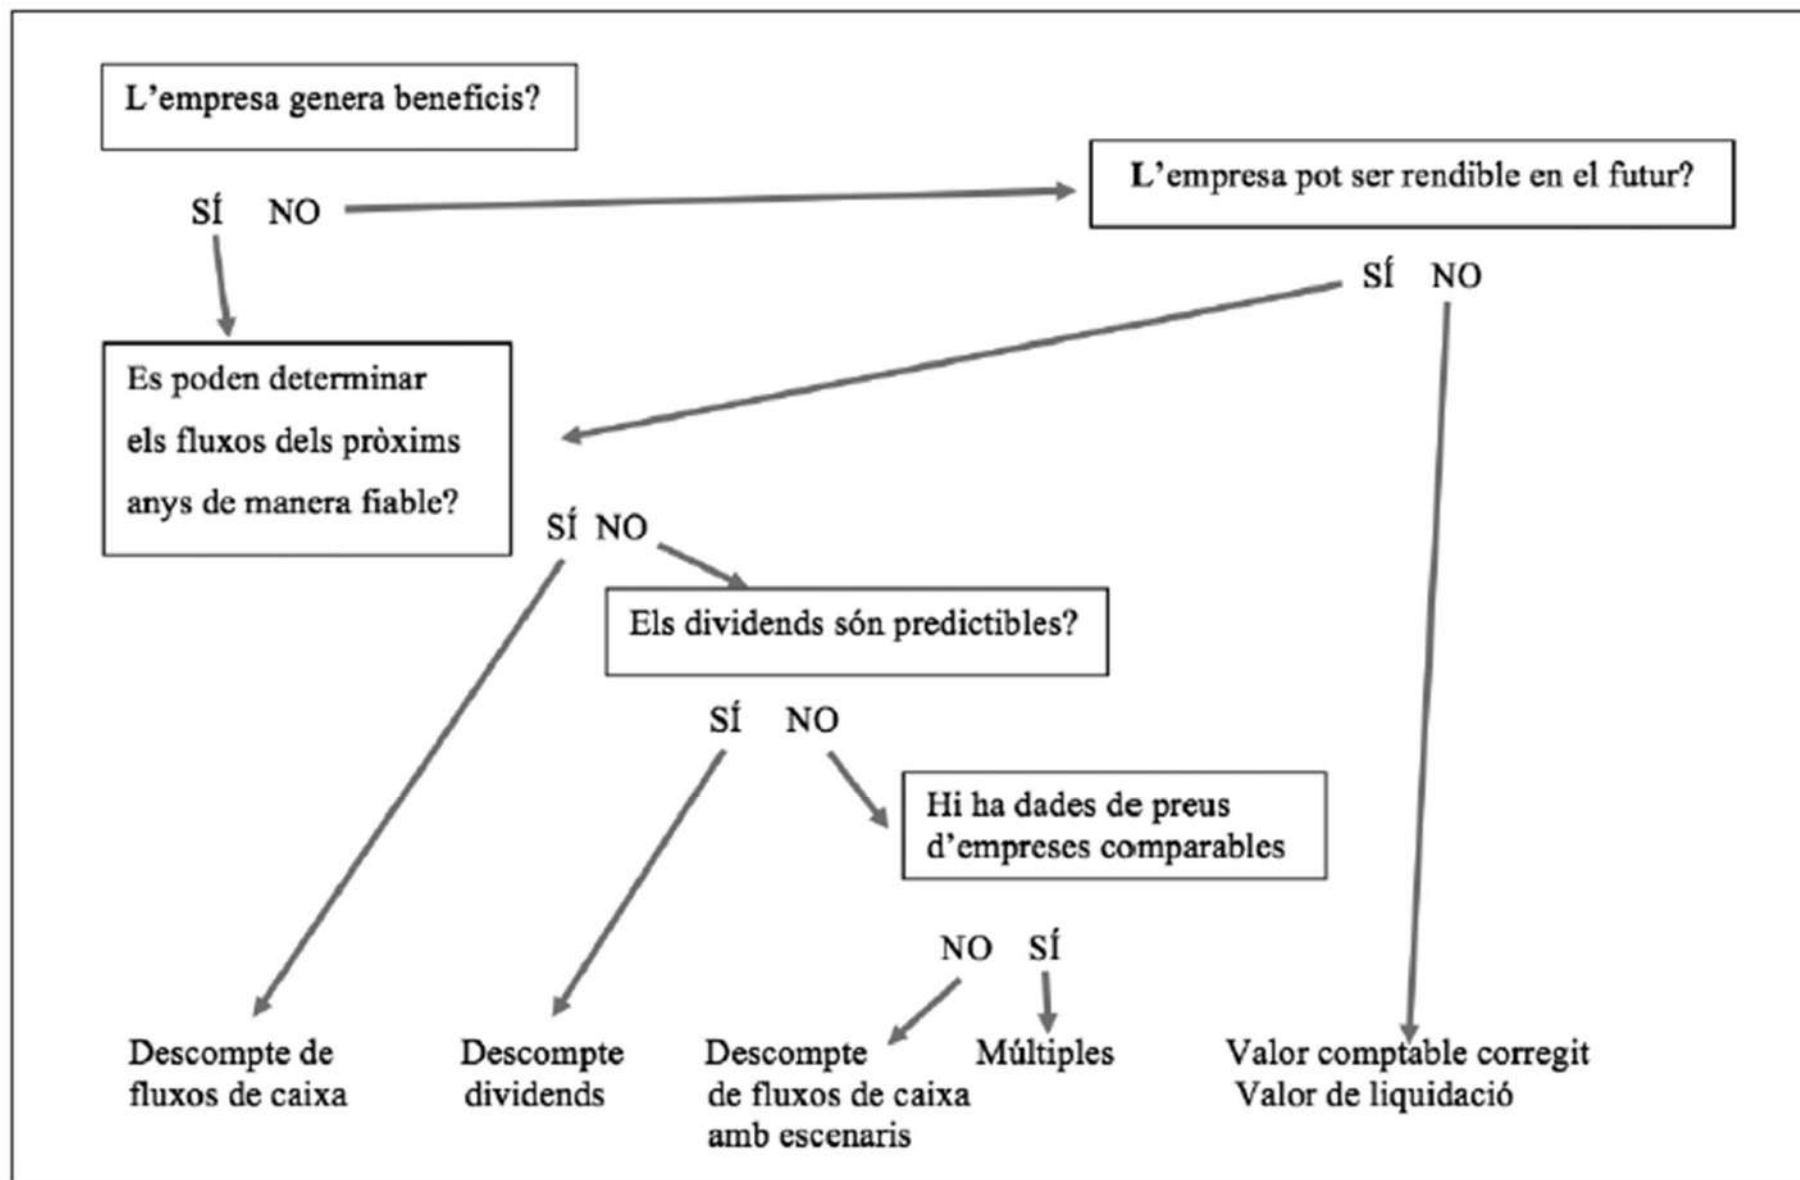 L'empresa genera beneficis?
L'empresa pot ser rendible en el futur?
SÍ NO
SÍ NO
Es poden determinar
els fluxos dels pròxims
anys de manera fiable?
SÍ NO
Els dividends són predictibles?
SÍ NO
Hi ha dades de preus
d'empreses comparables
NO SÍ
Descompte de
fluxos de caixa
Descompte
dividends
Descompte
de fluxos de caixa
amb escenaris
Múltiples
Valor comptable corregit
Valor de liquidació